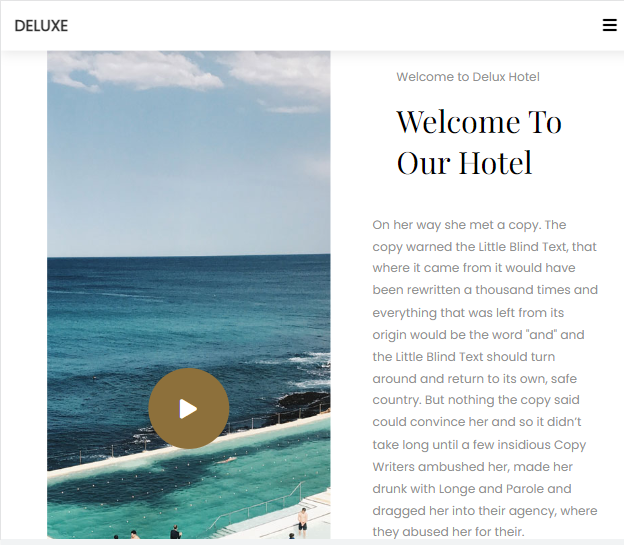 DELUXE
Welcome to Delux Hotel
Welcome To
Our Hotel
On her way she met a copy. The
copy warned the Little Blind Text, that
where it came from it would have
been rewritten a thousand times and
everything that was left from its
origin would be the word "and" and
the Little Blind Text should turn
around and return to its own, safe
country. But nothing the copy said
could convince her and so it didn't
take long until a few insidious Copy
Writers ambushed her, made her
drunk with Longe and Parole and
dragged her into their agency, where
they abused her for their.